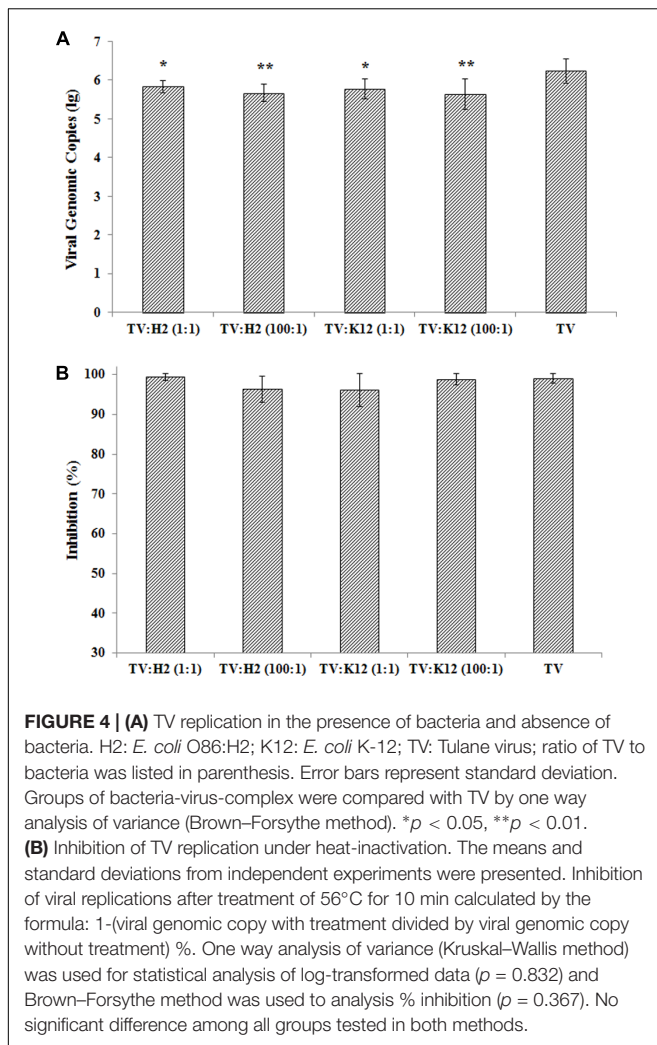 A
Viral Genomic Copies (lg)
7
6
5
4
3
2
1
0
*
**
*
**
TV:H2 (1:1)
TV:H2 (100:1)
TV:K12 (1:1)
TV:K12 (100:1)
TV
B
Inhibition (%)
100
90
80
70
60
50
40
30
TV:H2 (1:1)
TV:H2 (100:1)
TV:K12 (1:1)
TV:K12 (100:1)
TV
FIGURE 4 | (A) TV replication in the presence of bacteria and absence of
bacteria. H2: E. coli O86:H2; K12: E. coli K-12; TV: Tulane virus; ratio of TV to
bacteria was listed in parenthesis. Error bars represent standard deviation.
Groups of bacteria-virus-complex were compared with TV by one way
analysis of variance (Brown–Forsythe method). *p < 0.05, **p < 0.01.
(B) Inhibition of TV replication under heat-inactivation. The means and
standard deviations from independent experiments were presented. Inhibition
of viral replications after treatment of 56°C for 10 min calculated by the
formula: 1-(viral genomic copy with treatment divided by viral genomic copy
without treatment) %. One way analysis of variance (Kruskal–Wallis method)
was used for statistical analysis of log-transformed data (p = 0.832) and
Brown–Forsythe method was used to analysis % inhibition (p = 0.367). No
significant difference among all groups tested in both methods.